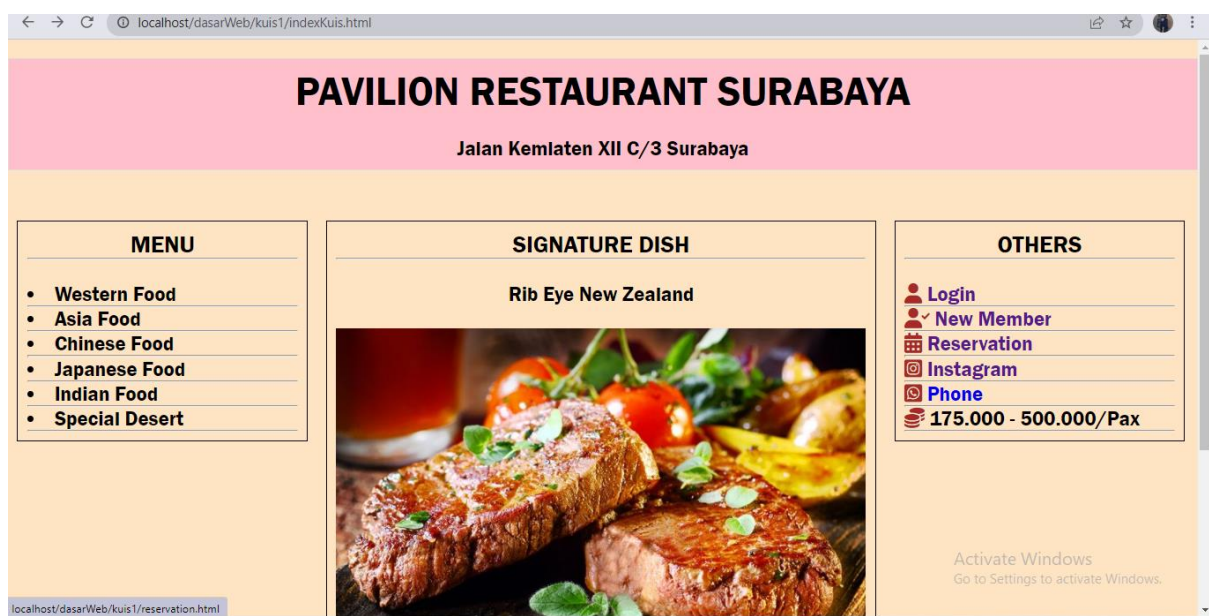 localhost/dasarWeb/kuis1/indexKuis.html
PAVILION RESTAURANT SURABAYA
Jalan Kemlaten XII C/3 Surabaya
MENU
Western Food
Asia Food
Chinese Food
Japanese Food
Indian Food
Special Desert
SIGNATURE DISH
Rib Eye New Zealand
OTHERS
Login
New Member
Reservation
Instagram
Phone
175.000 - 500.000/Pax
Activate Windows
Go to Settings to activate Windows.
localhost/dasarWeb/kuis1/reservation.html